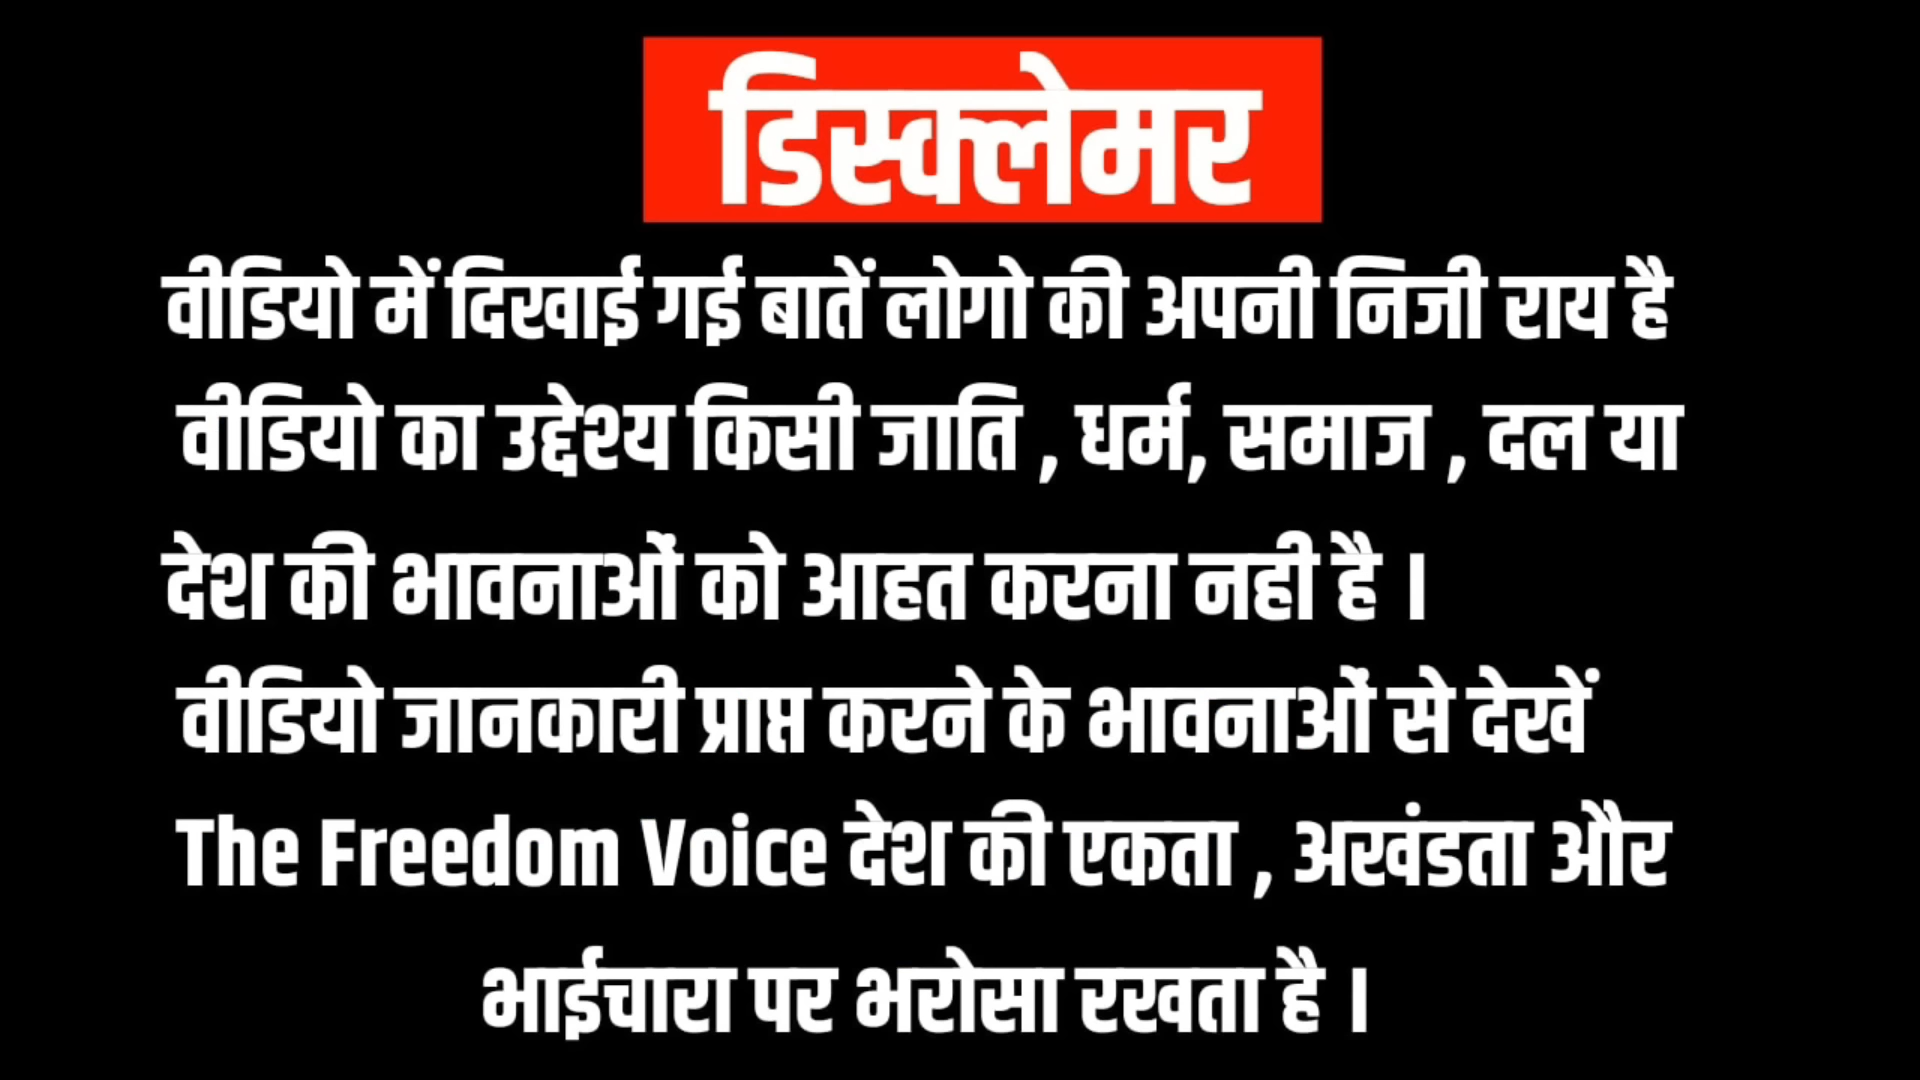 डिस्क्लेमर
वीडियो में दिखाई गई बातें लोगो की अपनी निजी राय है
वीडियो का उद्देश्य किसी जाति , धर्म, समाज , दल या
देश की भावनाओं को आहत करना नही है ।
वीडियो जानकारी प्राप्त करने के भावनाओं से देखें
The Freedom Voice देश की एकता , अखंडता और
भाईचारा पर भरोसा रखता है ।